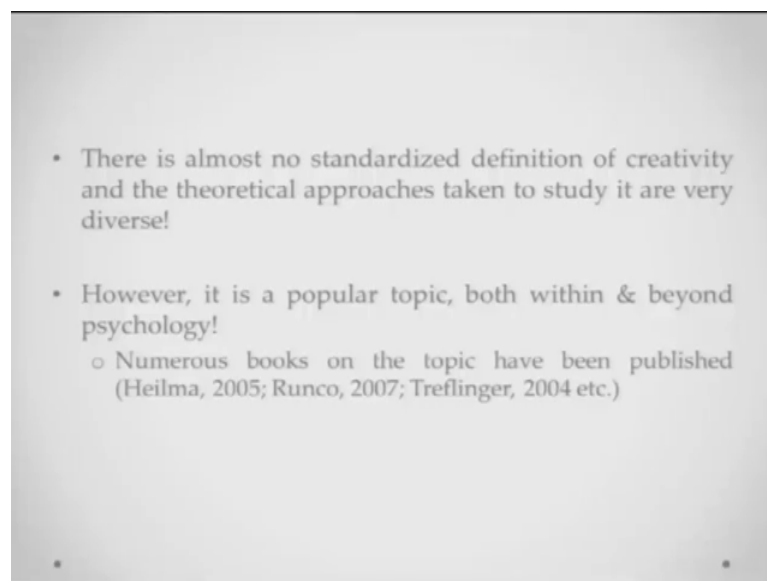 • There is almost no standardized definition of creativity
and the theoretical approaches taken to study it are very
diverse!
• However, it is a popular topic, both within & beyond
psychology!
o Numerous books on the topic have been published
(Heilma, 2005; Runco, 2007; Treflinger, 2004 etc.)